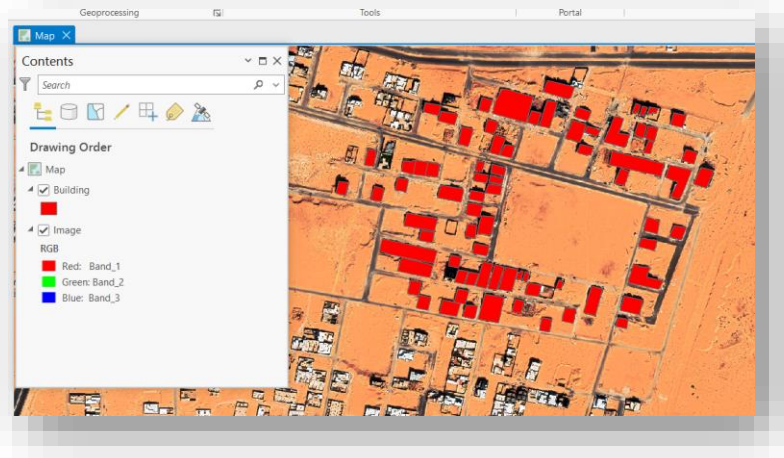 Geoprocessing Tools Portal
Map
Contents
Search
Drawing Order
Map
Building
Image
RGB
Red: Band_1
Green: Band_2
Blue: Band_3